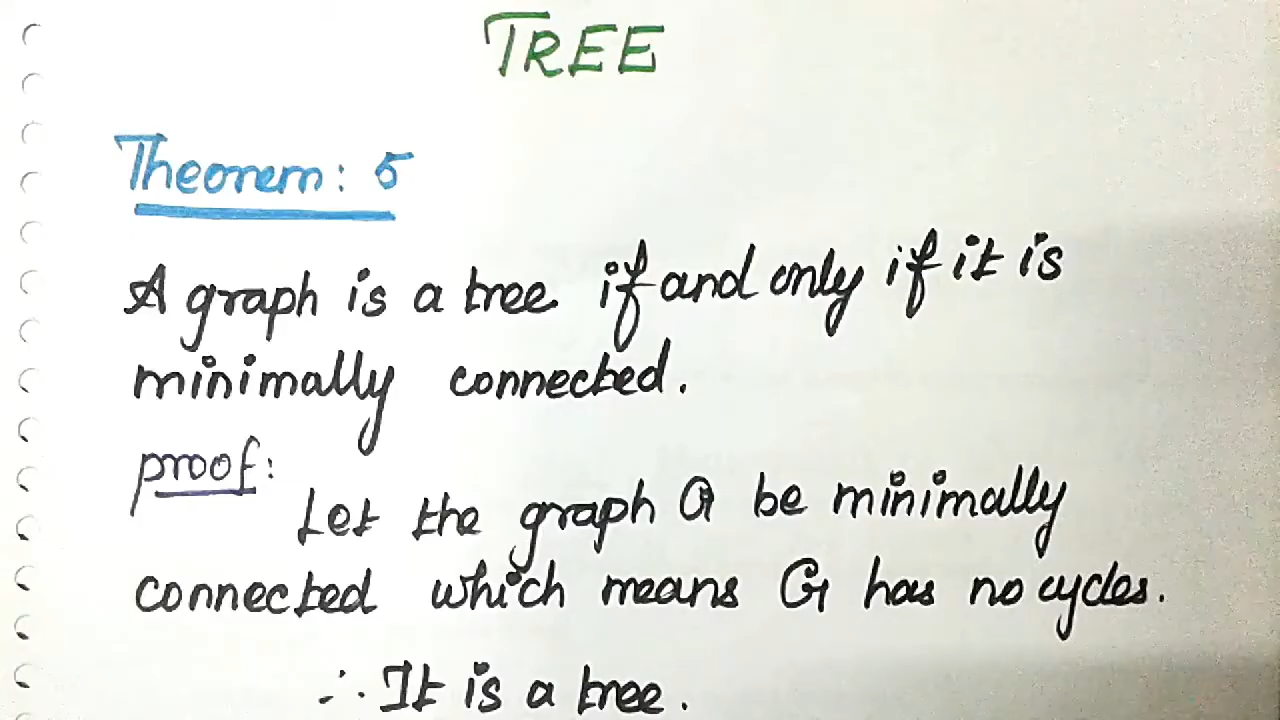 TREE
Theorem: 5
A graph is a tree if and only if it is
minimally connected.
proof:
Let the graph G be minimally
connected which means G has no cycles.
∴ It is a tree.